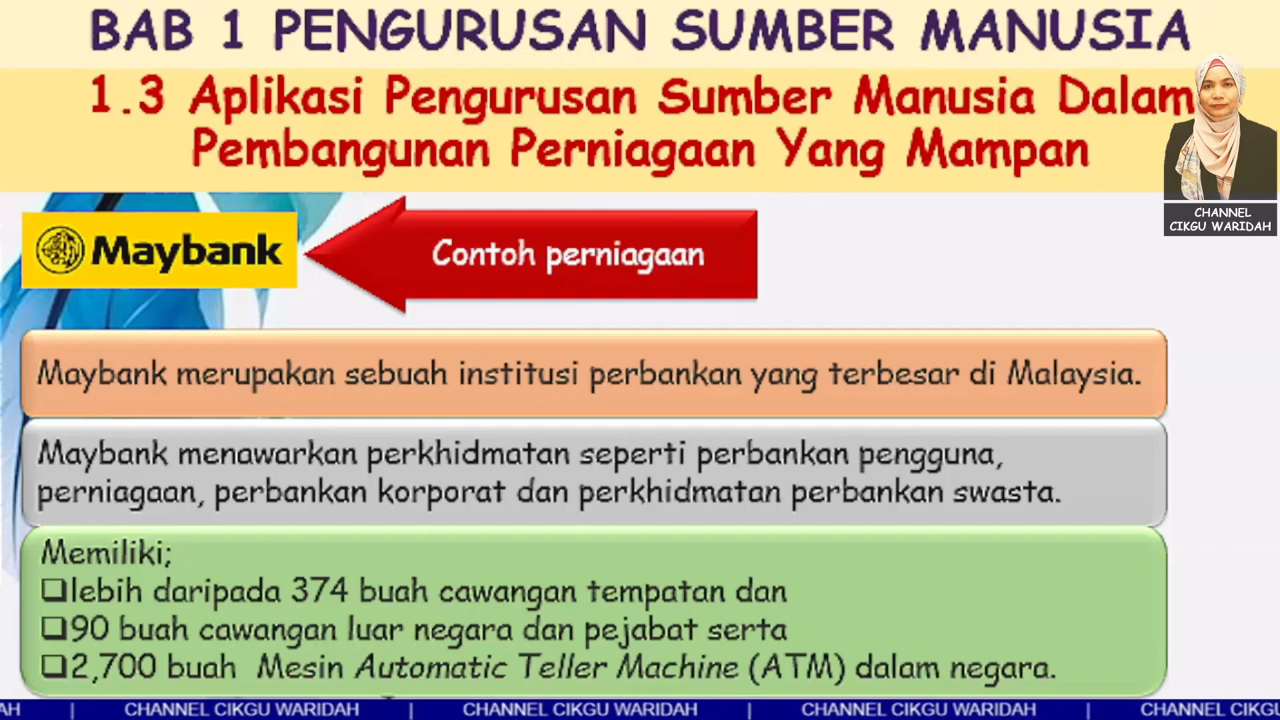 BAB 1 PENGURUSAN SUMBER MANUSIA
1.3 Aplikasi Pengurusan Sumber Manusia Dalam
Pembangunan Perniagaan Yang Mampan
CHANNEL
CIKGU WARIDAH
Maybank
Contoh perniagaan
Maybank merupakan sebuah institusi perbankan yang terbesar di Malaysia.
Maybank menawarkan perkhidmatan seperti perbankan pengguna,
perniagaan, perbankan korporat dan perkhidmatan perbankan swasta.
Memiliki;
❑lebih daripada 374 buah cawangan tempatan dan
❑90 buah cawangan luar negara dan pejabat serta
❑2,700 buah Mesin Automatic Teller Machine (ATM) dalam negara.
AH | CHANNEL CIKGU WARIDAH | CHANNEL CIKGU WARIDAH | CHANNEL CIKGU WARIDAH | CHANNEL CIKG